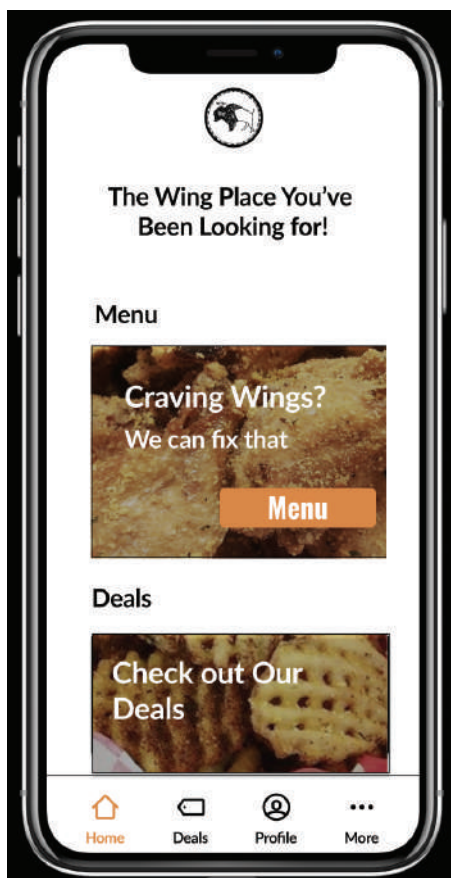 The Wing Place You've
Been Looking for!
Menu
Craving Wings?
We can fix that
Menu
Deals
Check out Our
Deals
Home Deals Profile More